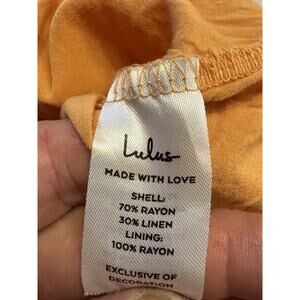 Lulus
MADE WITH LOVE
SHELL:
70% RAYON
30% LINEN
LINING:
100% RAYON
EXCLUSIVE OF
DECORATION